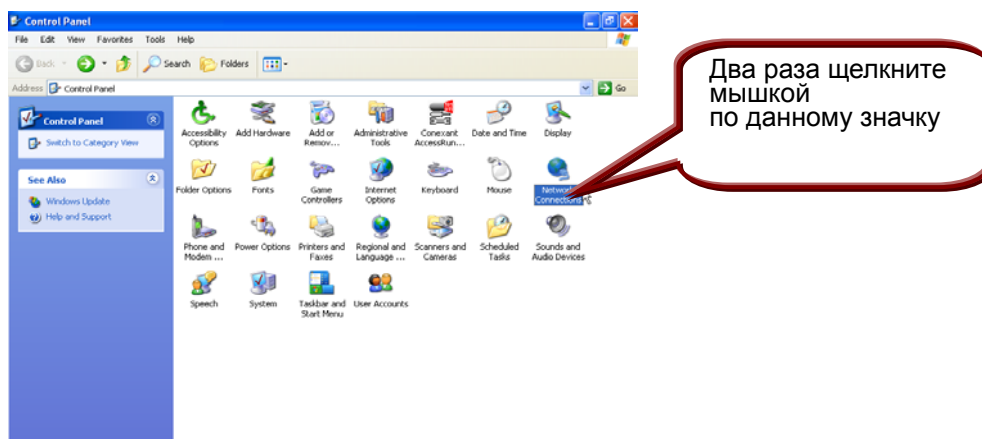 Control Panel
File Edit View Favorites Tools Help
Back Search Folders
Address Control Panel Go
Control Panel
Switch to Category View
See Also
Windows Update
Help and Support
Accessibility Options
Add Hardware
Add or Remov...
Administrative Tools
Conexant AccessRun...
Date and Time
Display
Folder Options
Fonts
Game Controllers
Internet Options
Keyboard
Mouse
Network Connections
Phone and Modem ...
Power Options
Printers and Faxes
Regional and Language ...
Scanners and Cameras
Scheduled Tasks
Sounds and Audio Devices
Speech
System
Taskbar and Start Menu
User Accounts
Два раза щелкните
мышкой
по данному значку